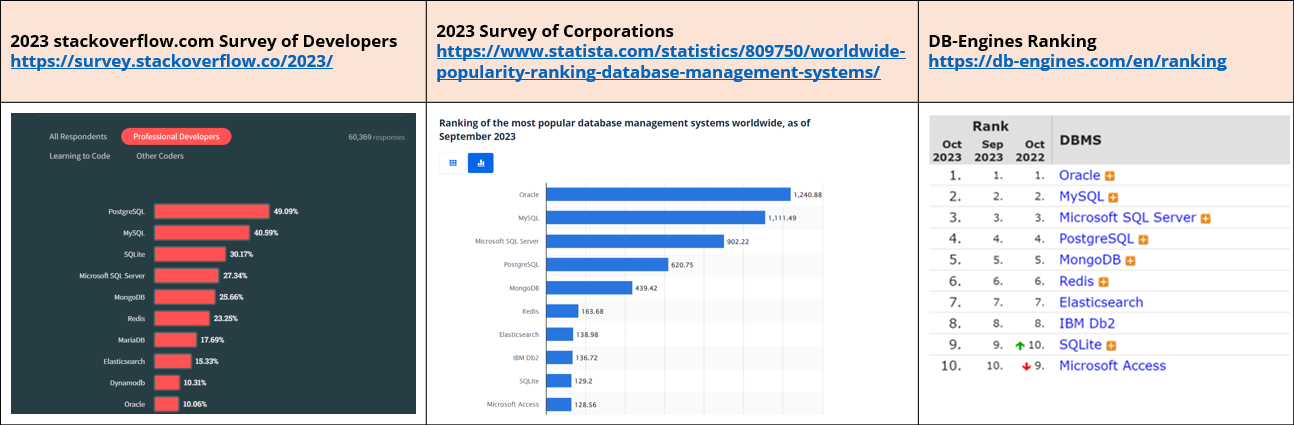 2023 stackoverflow.com Survey of Developers
https://survey.stackoverflow.co/2023/
2023 Survey of Corporations
https://www.statista.com/statistics/809750/worldwide-
popularity-ranking-database-management-systems/
DB-Engines Ranking
https://db-engines.com/en/ranking
All Respondents Professional Developers 60,369 responses
Learning to Code Other Coders
PostgreSQL 49.09%
MySQL 40.59%
SQLite 30.17%
Microsoft SQL Server 27.34%
MongoDB 25.66%
Redis 23.25%
MariaDB 17.69%
Elasticsearch 15.33%
Dynamodb 10.31%
Oracle 10.06%
Ranking of the most popular database management systems worldwide, as of
September 2023
Oracle 1,240.88
MySQL 1,111.49
Microsoft SQL Server 902.22
PostgreSQL 620.75
MongoDB 439.42
Redis 163.68
Elasticsearch 138.98
IBM Db2 136.72
SQLite 129.2
Microsoft Access 128.56
Rank
Oct Sep Oct DBMS
2023 2023 2022
1. 1. 1. Oracle
2. 2. 2. MySQL
3. 3. 3. Microsoft SQL Server
4. 4. 4. PostgreSQL
5. 5. 5. MongoDB
6. 6. 6. Redis
7. 7. 7. Elasticsearch
8. 8. 8. IBM Db2
9. 9. 10. SQLite
10. 10. 9. Microsoft Access